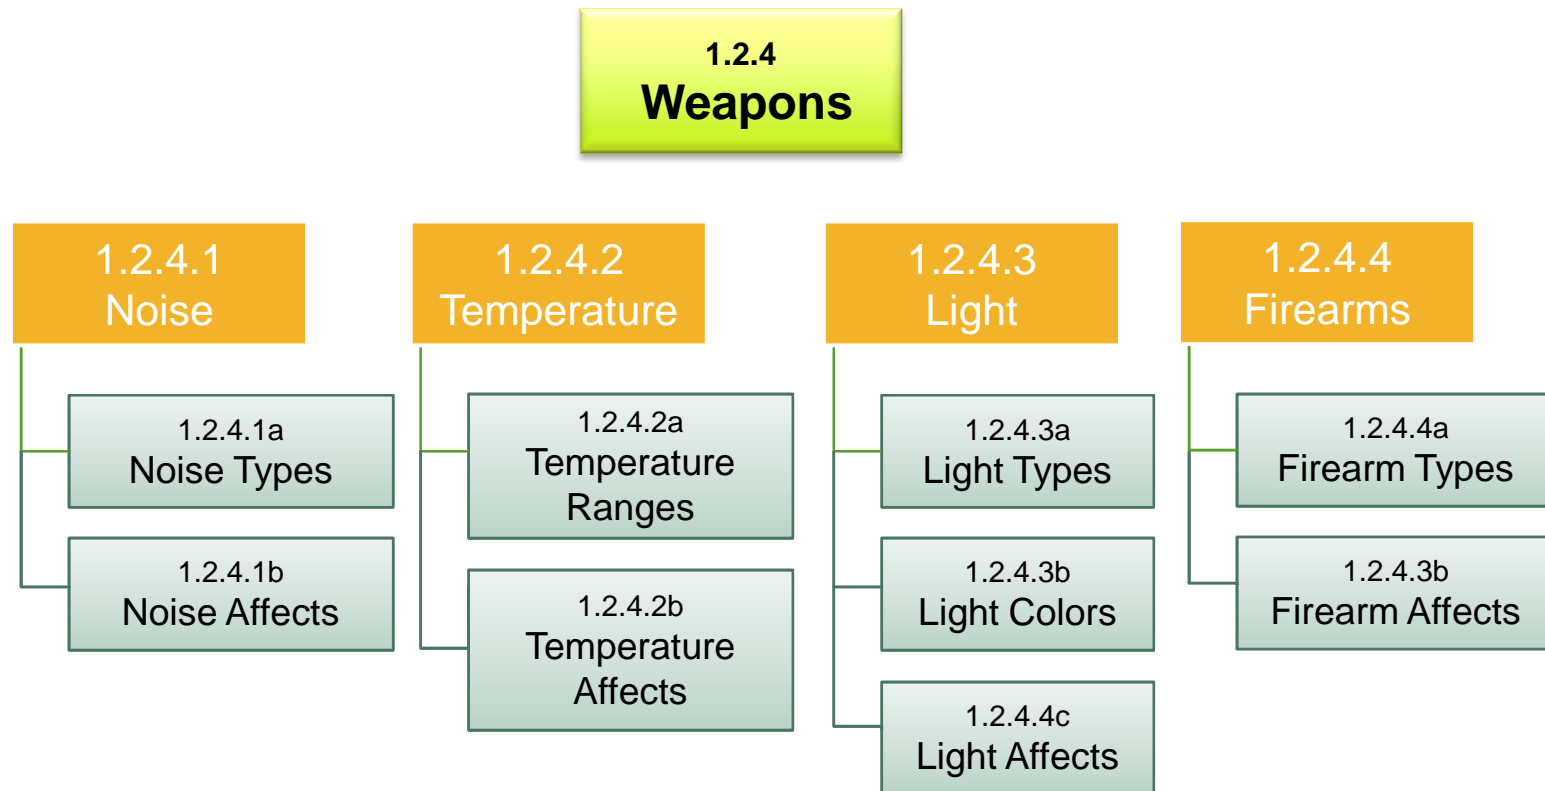 1.2.4
Weapons
1.2.4.1
Noise
1.2.4.1a
Noise Types
1.2.4.1b
Noise Affects
1.2.4.2
Temperature
1.2.4.2a
Temperature
Ranges
1.2.4.2b
Temperature
Affects
1.2.4.3
Light
1.2.4.3a
Light Types
1.2.4.3b
Light Colors
1.2.4.4c
Light Affects
1.2.4.4
Firearms
1.2.4.4a
Firearm Types
1.2.4.3b
Firearm Affects